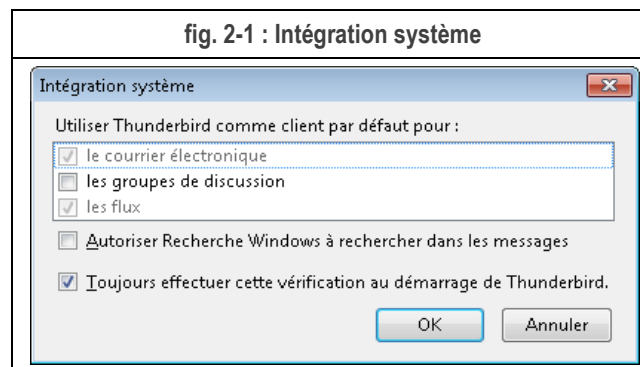 fig. 2-1 : Intégration système
Intégration système
Utiliser Thunderbird comme client par défaut pour :
le courrier électronique
les groupes de discussion
les flux
Autoriser Recherche Windows à rechercher dans les messages
Toujours effectuer cette vérification au démarrage de Thunderbird.
OK Annuler